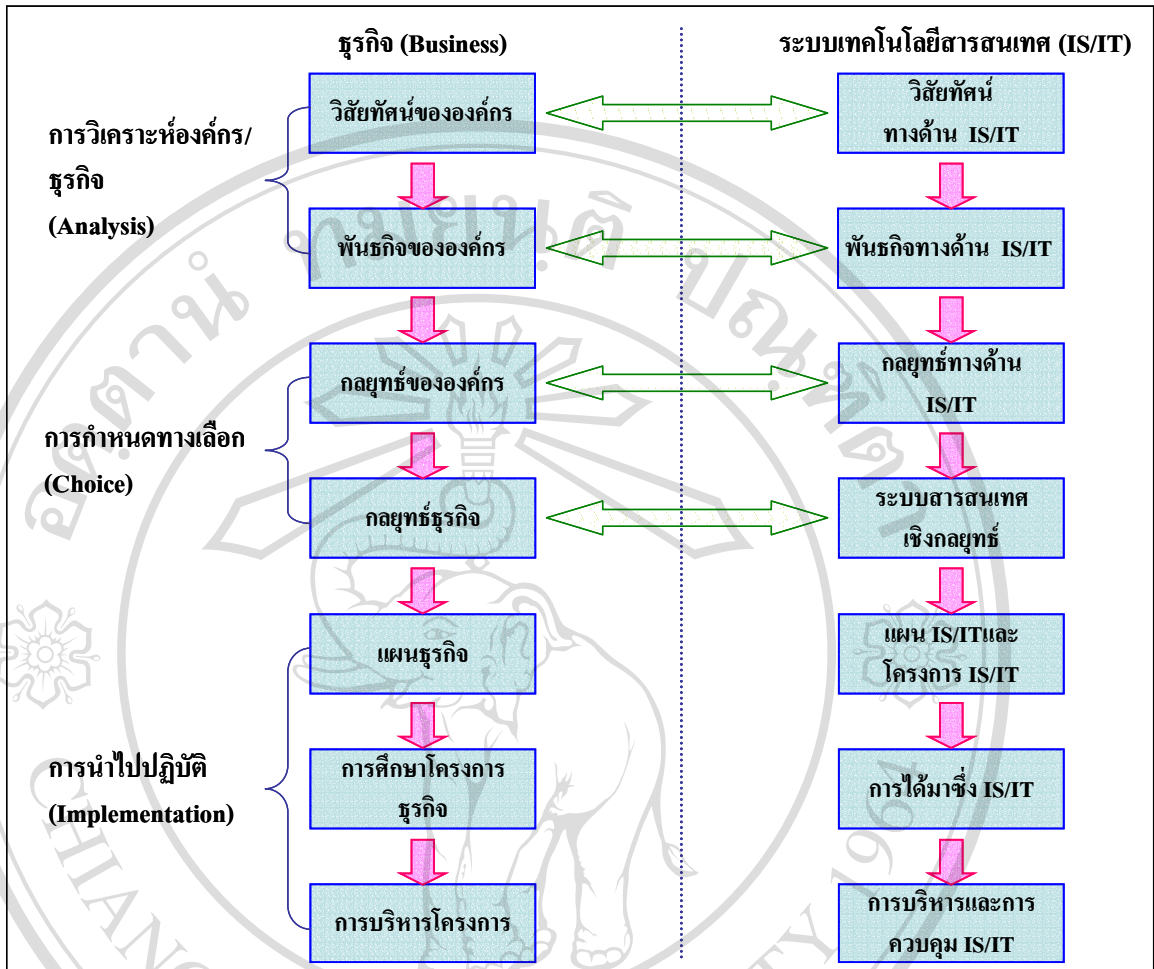 ธุรกิจ (Business)
ระบบเทคโนโลยีสารสนเทศ (IS/IT)
การวิเคราะห์องค์กร/
ธุรกิจ
(Analysis)
วิสัยทัศน์ขององค์กร
วิสัยทัศน์
ทางด้าน IS/IT
พันธกิจขององค์กร
พันธกิจทางด้าน IS/IT
การกำหนดทางเลือก
(Choice)
กลยุทธ์ขององค์กร
กลยุทธ์ทางด้าน
IS/IT
กลยุทธ์ธุรกิจ
ระบบสารสนเทศ
เชิงกลยุทธ์
การนำไปปฏิบัติ
(Implementation)
แผนธุรกิจ
แผน IS/ITและ
โครงการ IS/IT
การศึกษาโครงการ
ธุรกิจ
การได้มาซึ่ง IS/IT
การบริหารโครงการ
การบริหารและการ
ควบคุม IS/IT
CHIANG
TY 1964